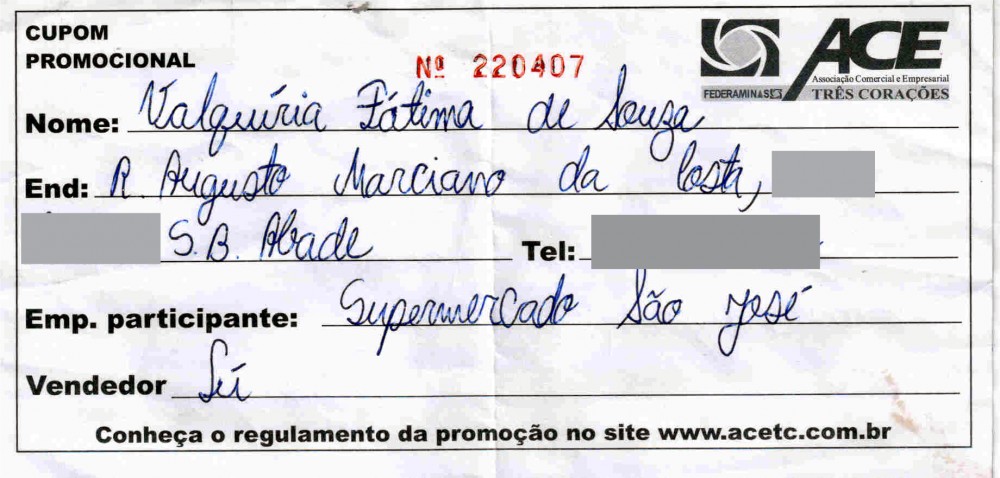 CUPOM
PROMOCIONAL
Nº 220407
FEDERAMINAS
ACE
Associação Comercial e Empresarial
TRÊS CORAÇÕES
Nome: Valquíria Fátima de Souza
End: R. Augusto Marciano da Costa,
S. B. Abade Tel:
Emp. participante: Supermercado São José
Vendedor
Conheça o regulamento da promoção no site www.acetc.com.br